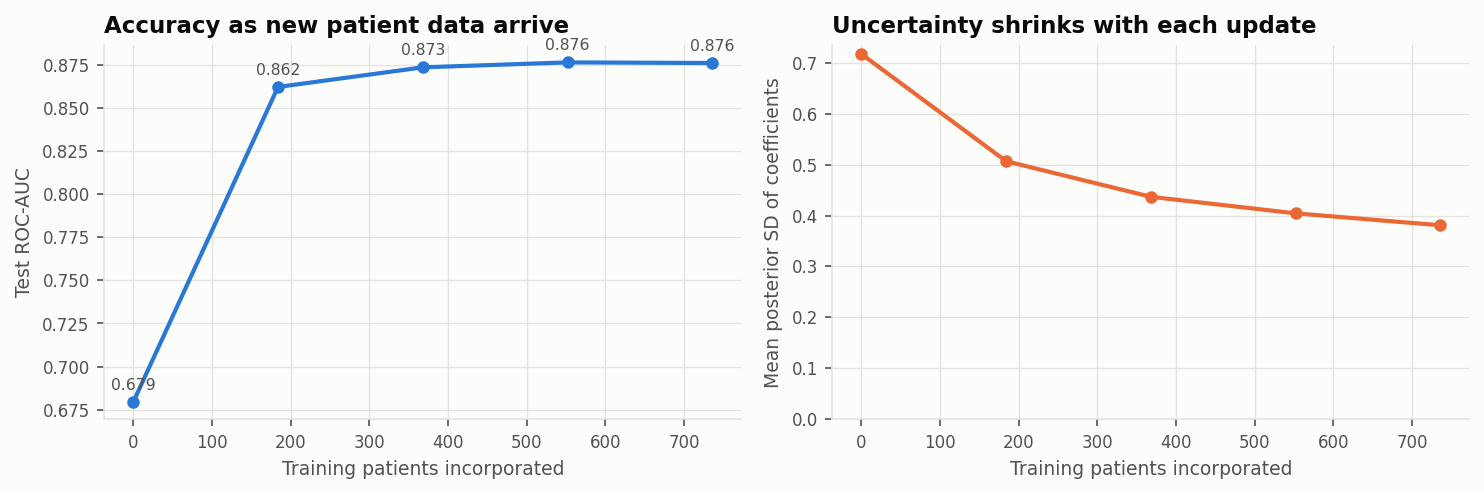 Accuracy as new patient data arrive
0.679
0.862
0.873
0.876
0.876
0.875
0.850
0.825
0.800
0.775
0.750
0.725
0.700
0.675
Test ROC-AUC
0 100 200 300 400 500 600 700
Training patients incorporated
Uncertainty shrinks with each update
0.7
0.6
0.5
0.4
0.3
0.2
0.1
0.0
Mean posterior SD of coefficients
0 100 200 300 400 500 600 700
Training patients incorporated